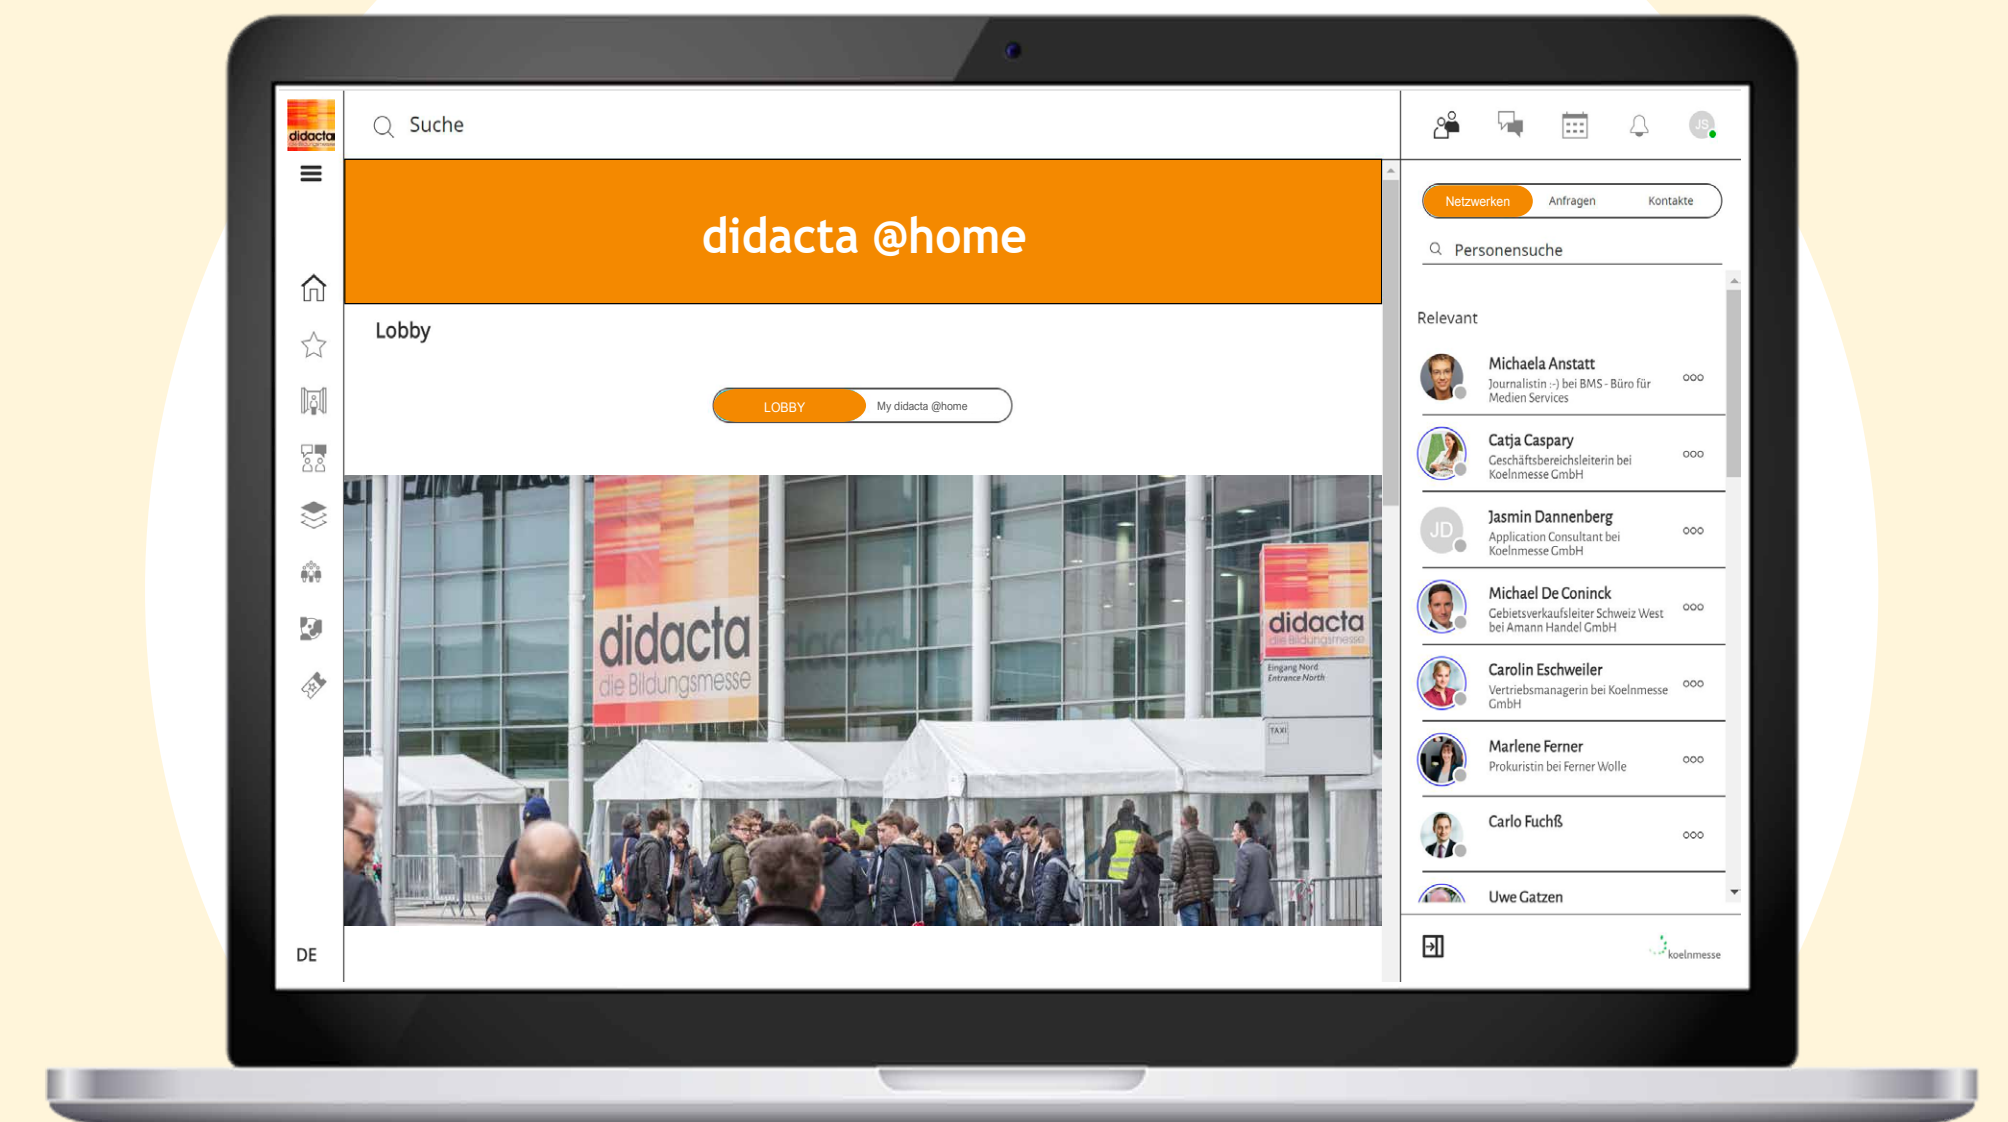 didacta
Suche
JS
didacta @home
Lobby
LOBBY
My didacta @home
didacta
die Bildungsmesse
didacta
die Bildungsmesse
Eingang Nord
Entrance North
TAXI
DE
Netzwerken
Anfragen
Kontakte
Personensuche
Relevant
Michaela Anstatt
Journalistin :-) bei BMS - Büro für
Medien Services
Catja Caspary
Geschäftsbereichsleiterin bei
Koelnmesse GmbH
JD
Jasmin Dannenberg
Application Consultant bei
Koelnmesse GmbH
Michael De Coninck
Gebietsverkaufsleiter Schweiz West
bei Amann Handel GmbH
Carolin Eschweiler
Vertriebsmanagerin bei Koelnmesse
GmbH
Marlene Ferner
Prokuristin bei Ferner Wolle
Carlo Fuchß
Uwe Gatzen
koelnmesse